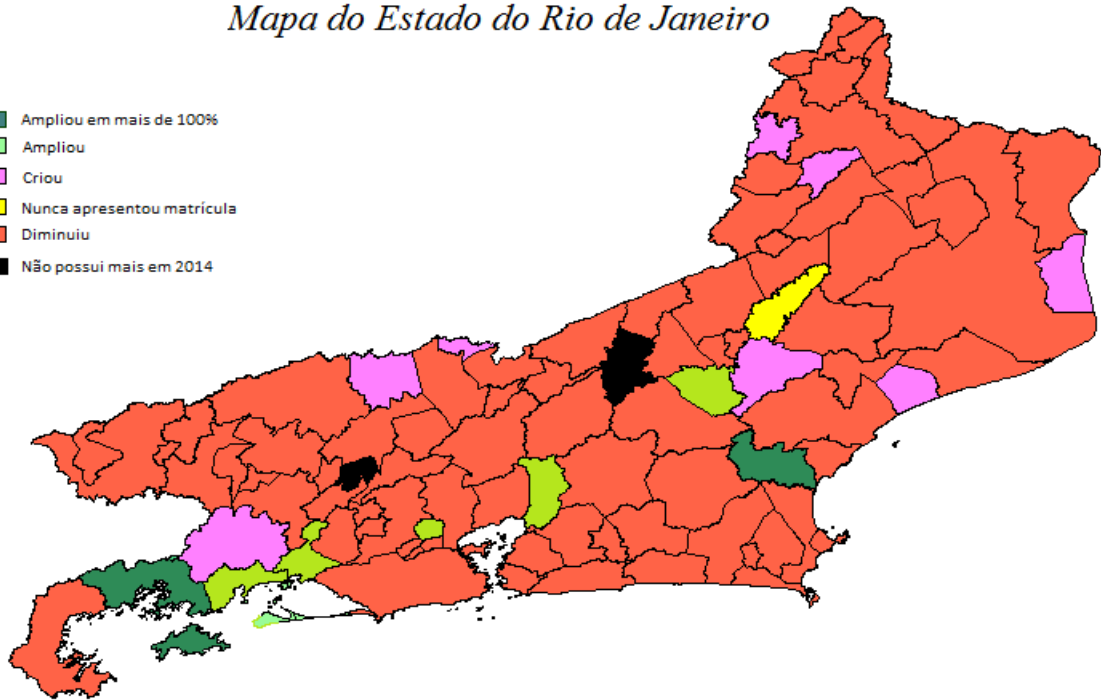 Mapa do Estado do Rio de Janeiro
Ampliou em mais de 100%
Ampliou
Criou
Nunca apresentou matrícula
Diminuiu
Não possui mais em 2014